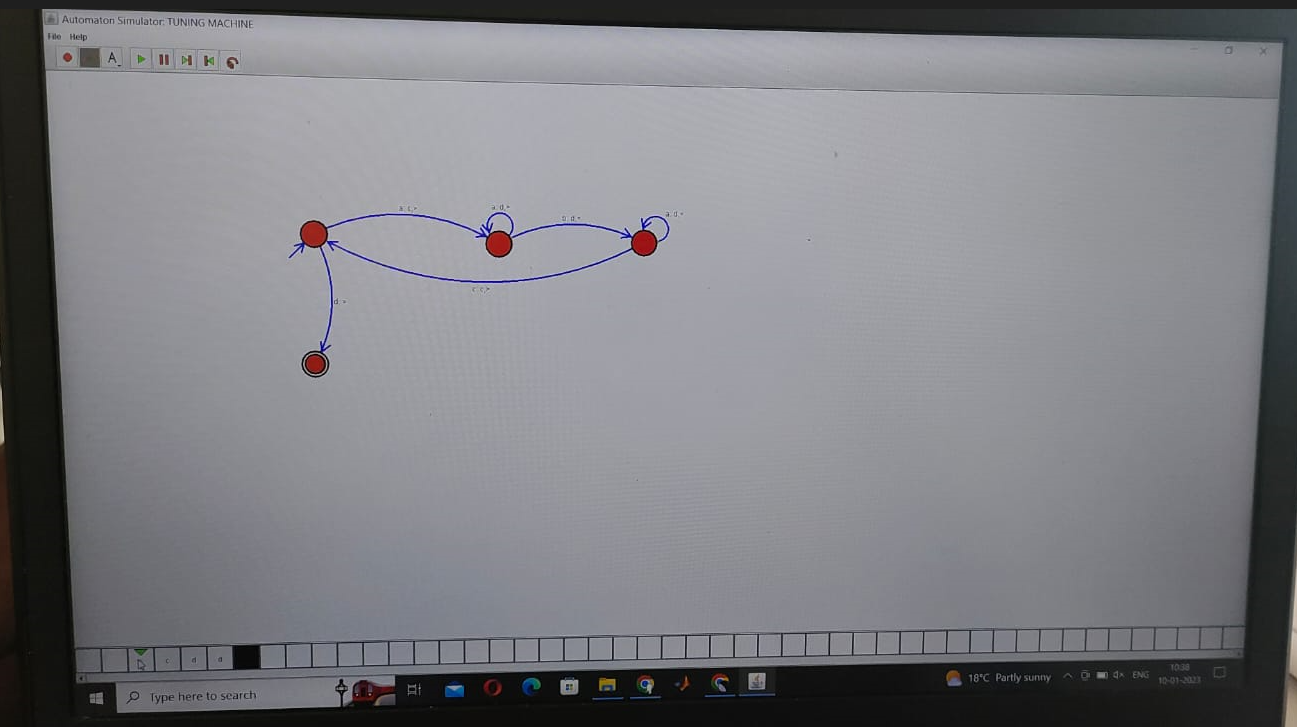 Automaton Simulator: TUNING MACHINE
File Help
A
d
c d d
Type here to search
18°C Partly sunny
ENG
10:38
10-01-2023